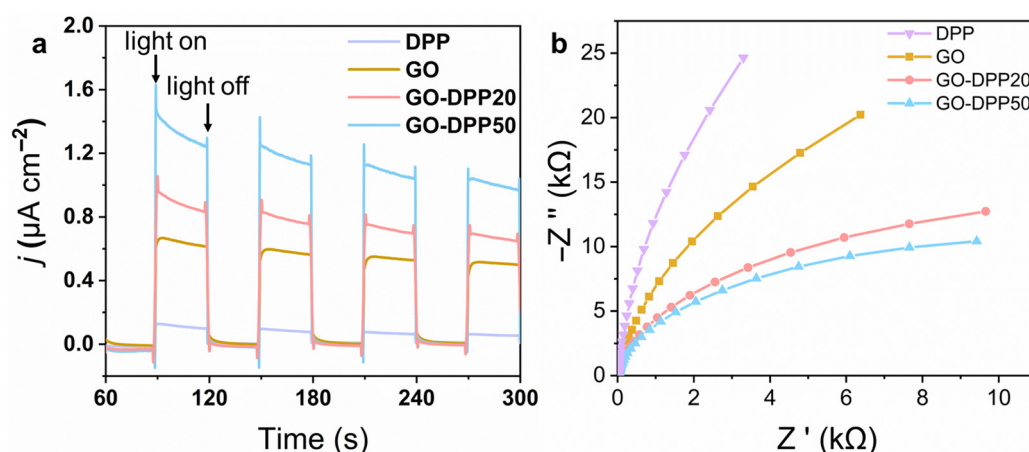 a
light on
light off
DPP
GO
GO-DPP20
GO-DPP50
2.0
1.6
1.2
0.8
0.4
0.0
j (µA cm⁻²)
60
120
180
240
300
Time (s)
b
DPP
GO
GO-DPP20
GO-DPP50
25
20
15
10
5
0
−Z'' (kΩ)
0
2
4
6
8
10
Z ' (kΩ)